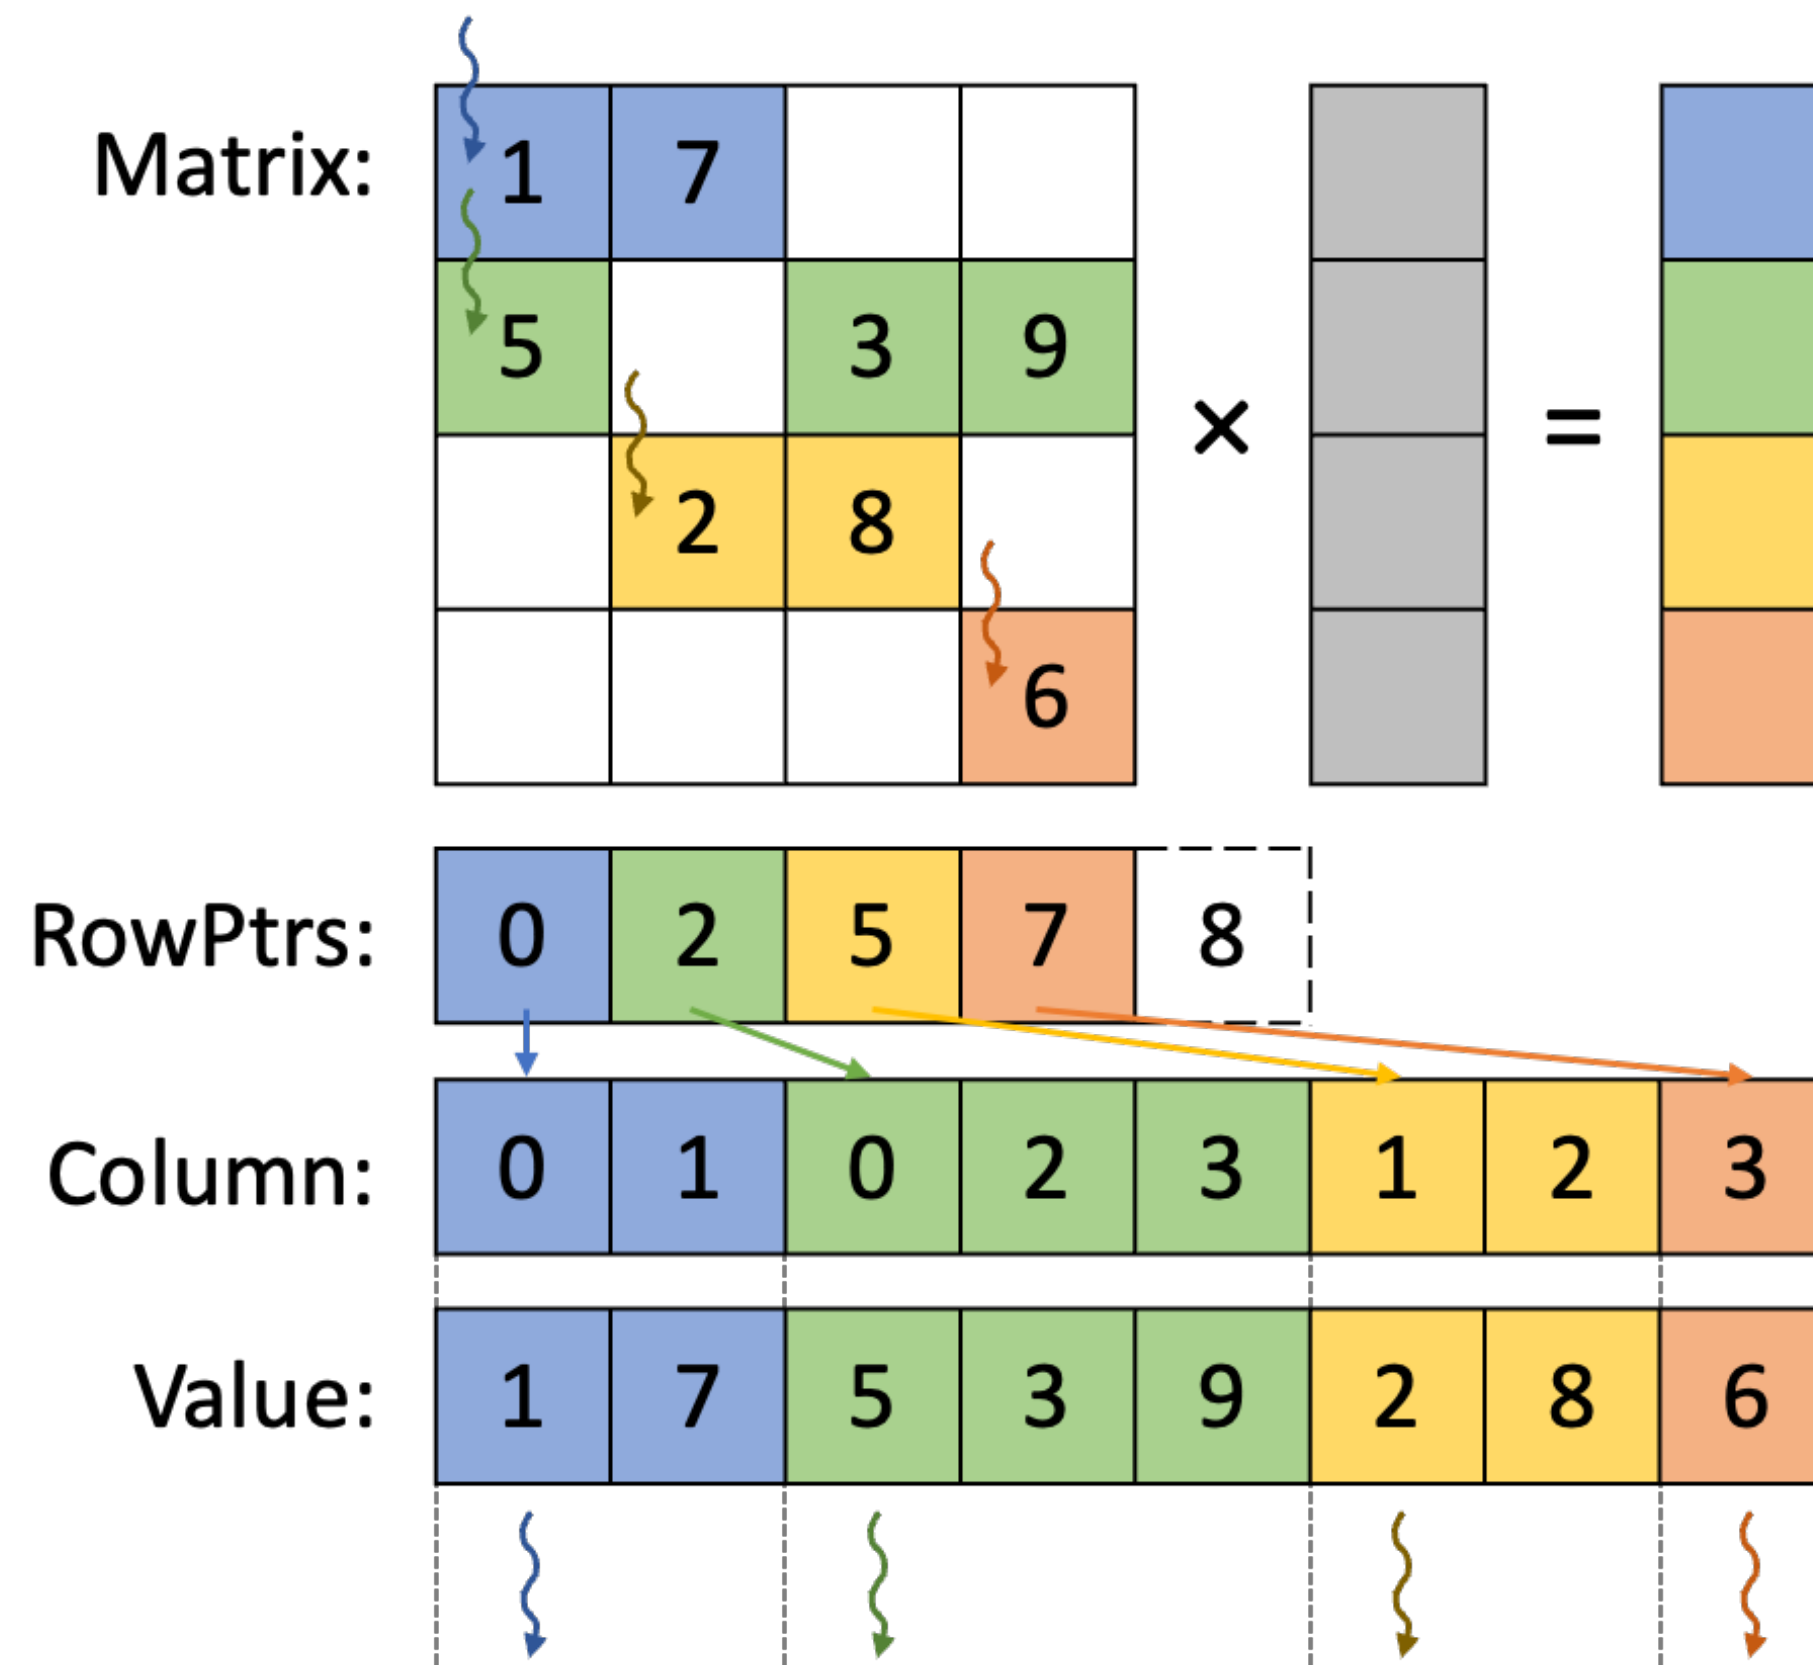 Matrix: 1 7
5 3 9
× =
2 8
6
RowPtrs: 0 2 5 7 8
Column: 0 1 0 2 3 1 2 3
Value: 1 7 5 3 9 2 8 6